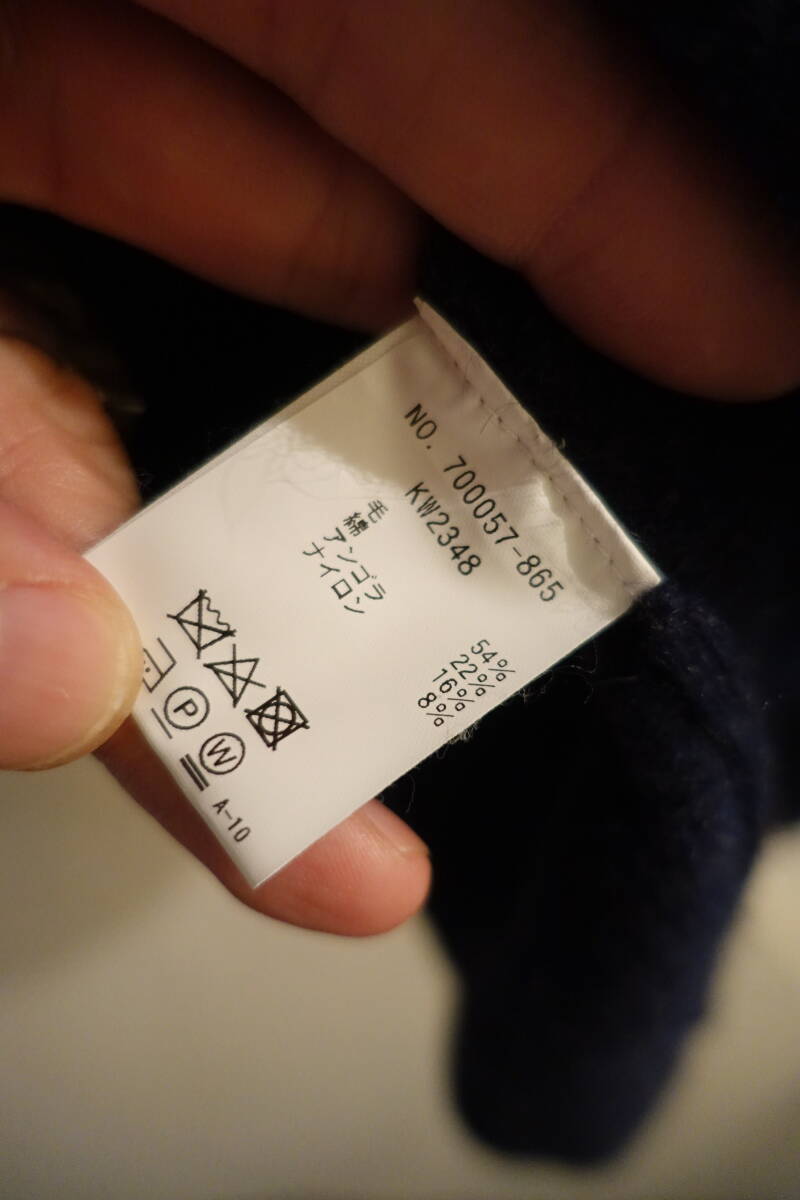 NO. 700057-865
KW2348
毛 54%
綿 22%
アンゴラ 16%
ナイロン 8%
P
W
A-10